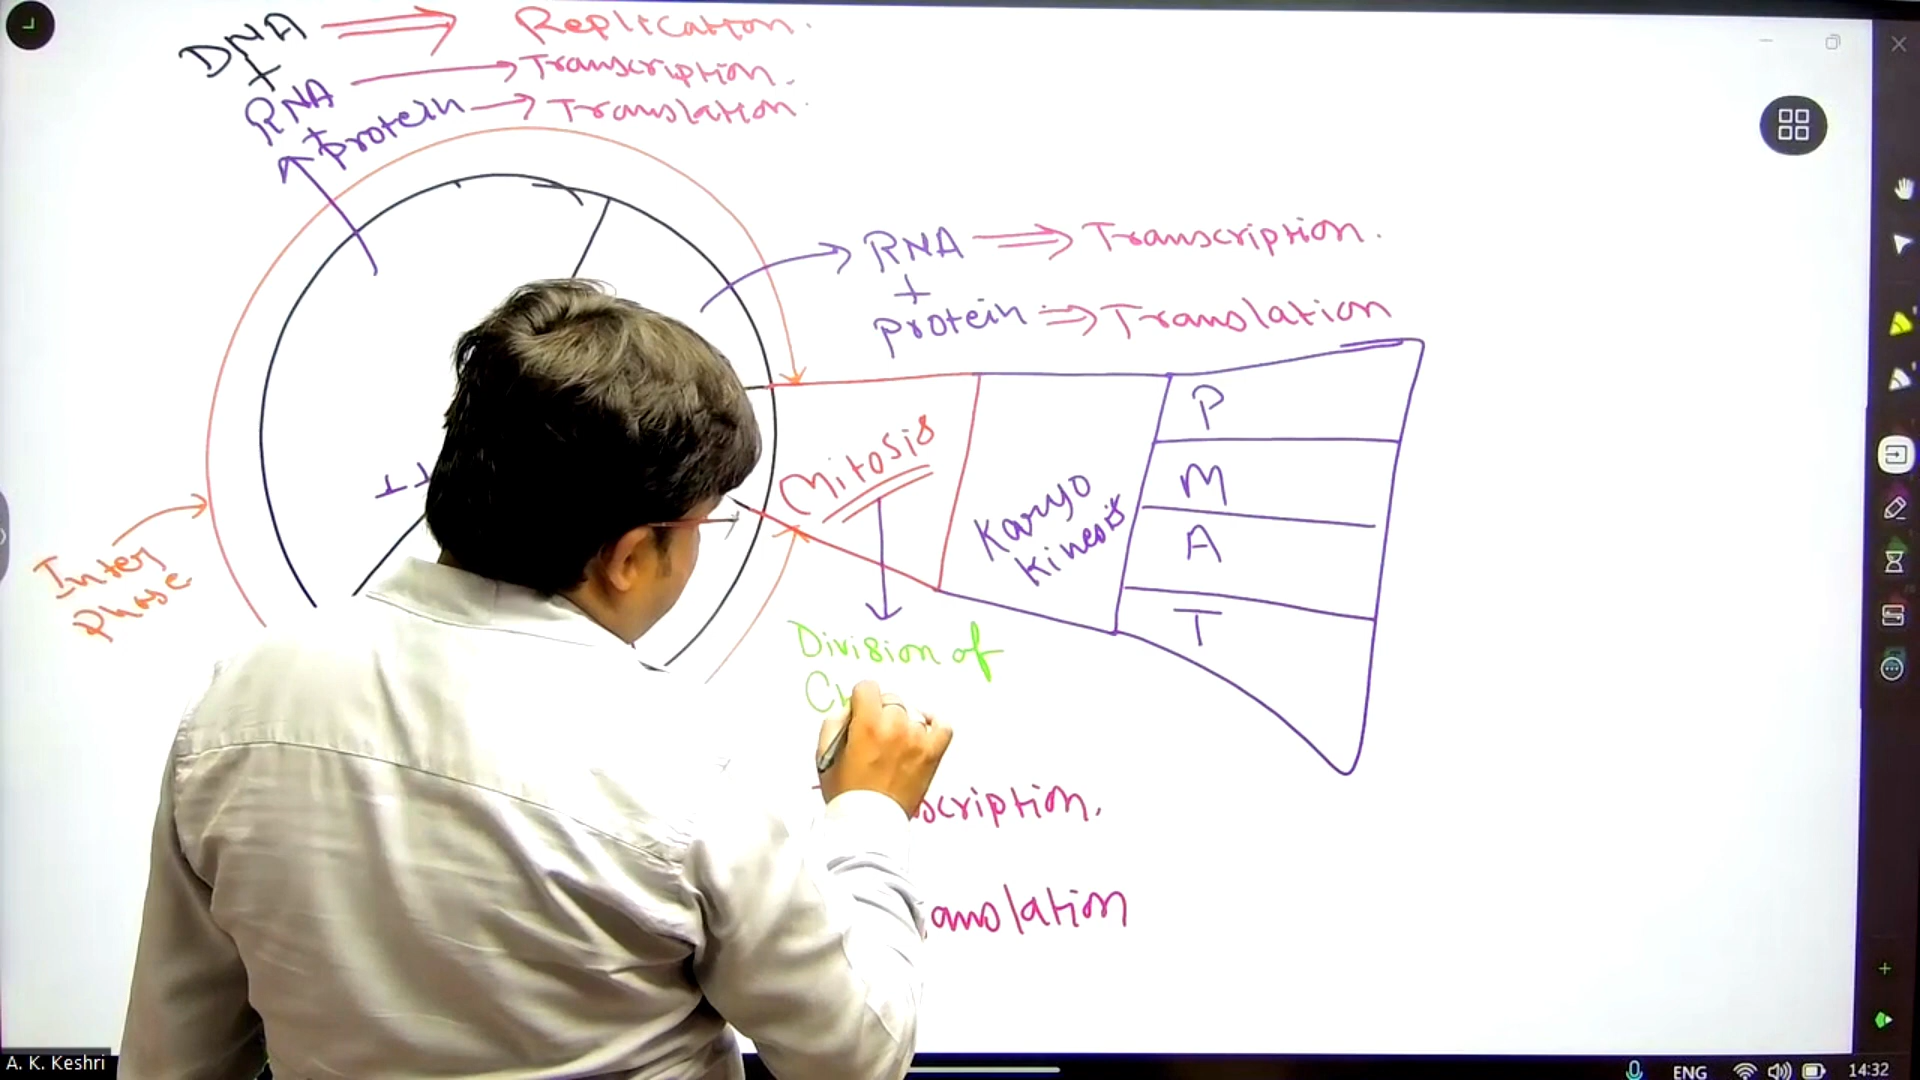 DNA ⇒ Replication.
+
RNA → Transcription.
+
Protein → Translation.
RNA ⇒ Transcription.
+
Protein ⇒ Translation
Inter
phase
Mitosis
Karyo
kinesis
P
M
A
T
Division of
scription.
anslation
A. K. Keshri
ENG
14:32